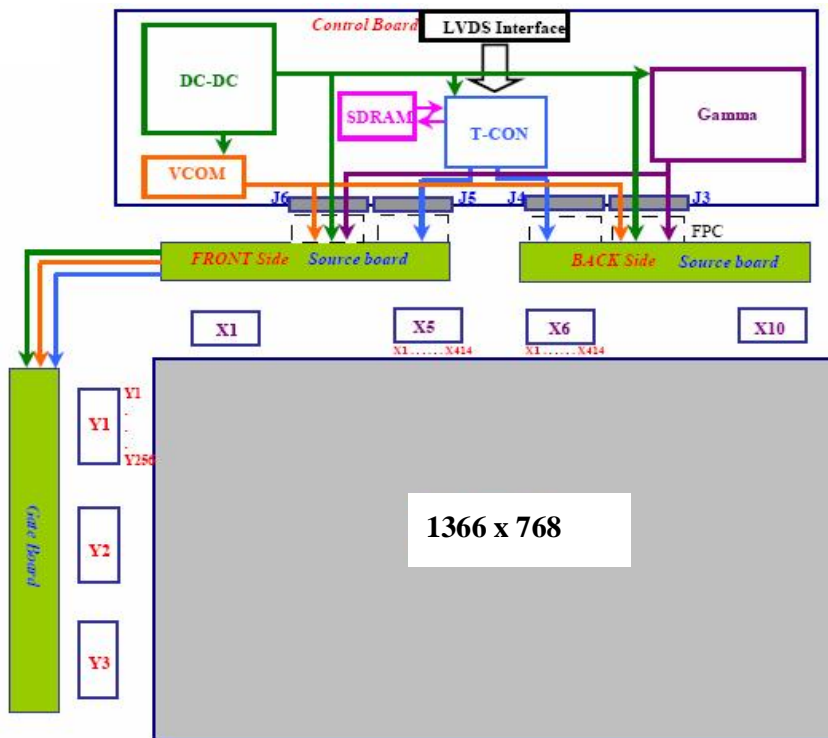 Control Board
LVDS Interface
DC-DC
SDRAM
T-CON
Gamma
VCOM
J6
J5
J4
J3
FPC
FRONT Side Source board
BACK Side Source board
X1
X5
X6
X10
X1......X414
X1......X414
Y1
Y1
.
.
.
Y256
Gate Board
Y2
Y3
1366 x 768